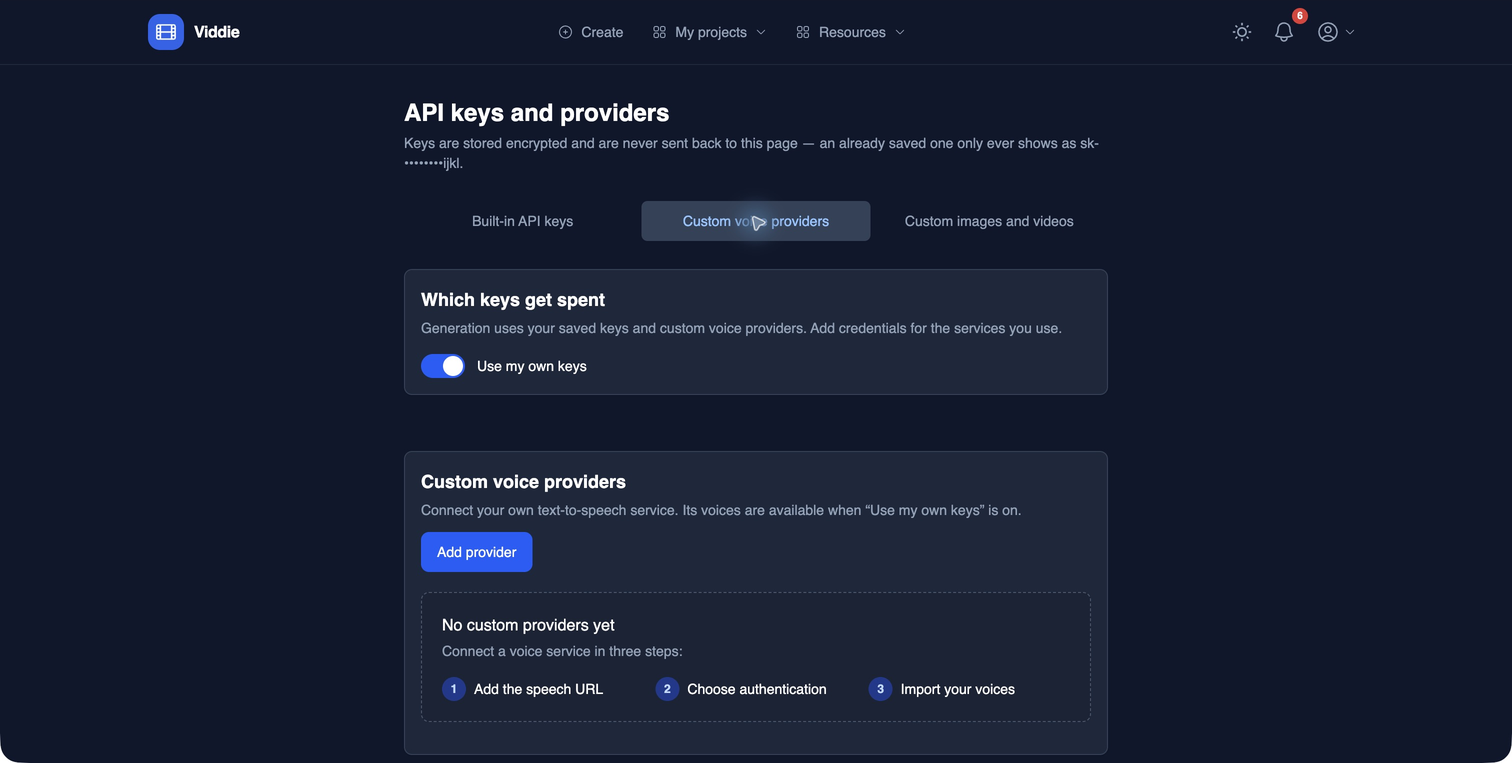 Viddie
Create
My projects
Resources
6
API keys and providers
Keys are stored encrypted and are never sent back to this page — an already saved one only ever shows as sk-
••••••••ijkl.
Built-in API keys
Custom voice providers
Custom images and videos
Which keys get spent
Generation uses your saved keys and custom voice providers. Add credentials for the services you use.
Use my own keys
Custom voice providers
Connect your own text-to-speech service. Its voices are available when “Use my own keys” is on.
Add provider
No custom providers yet
Connect a voice service in three steps:
1 Add the speech URL
2 Choose authentication
3 Import your voices